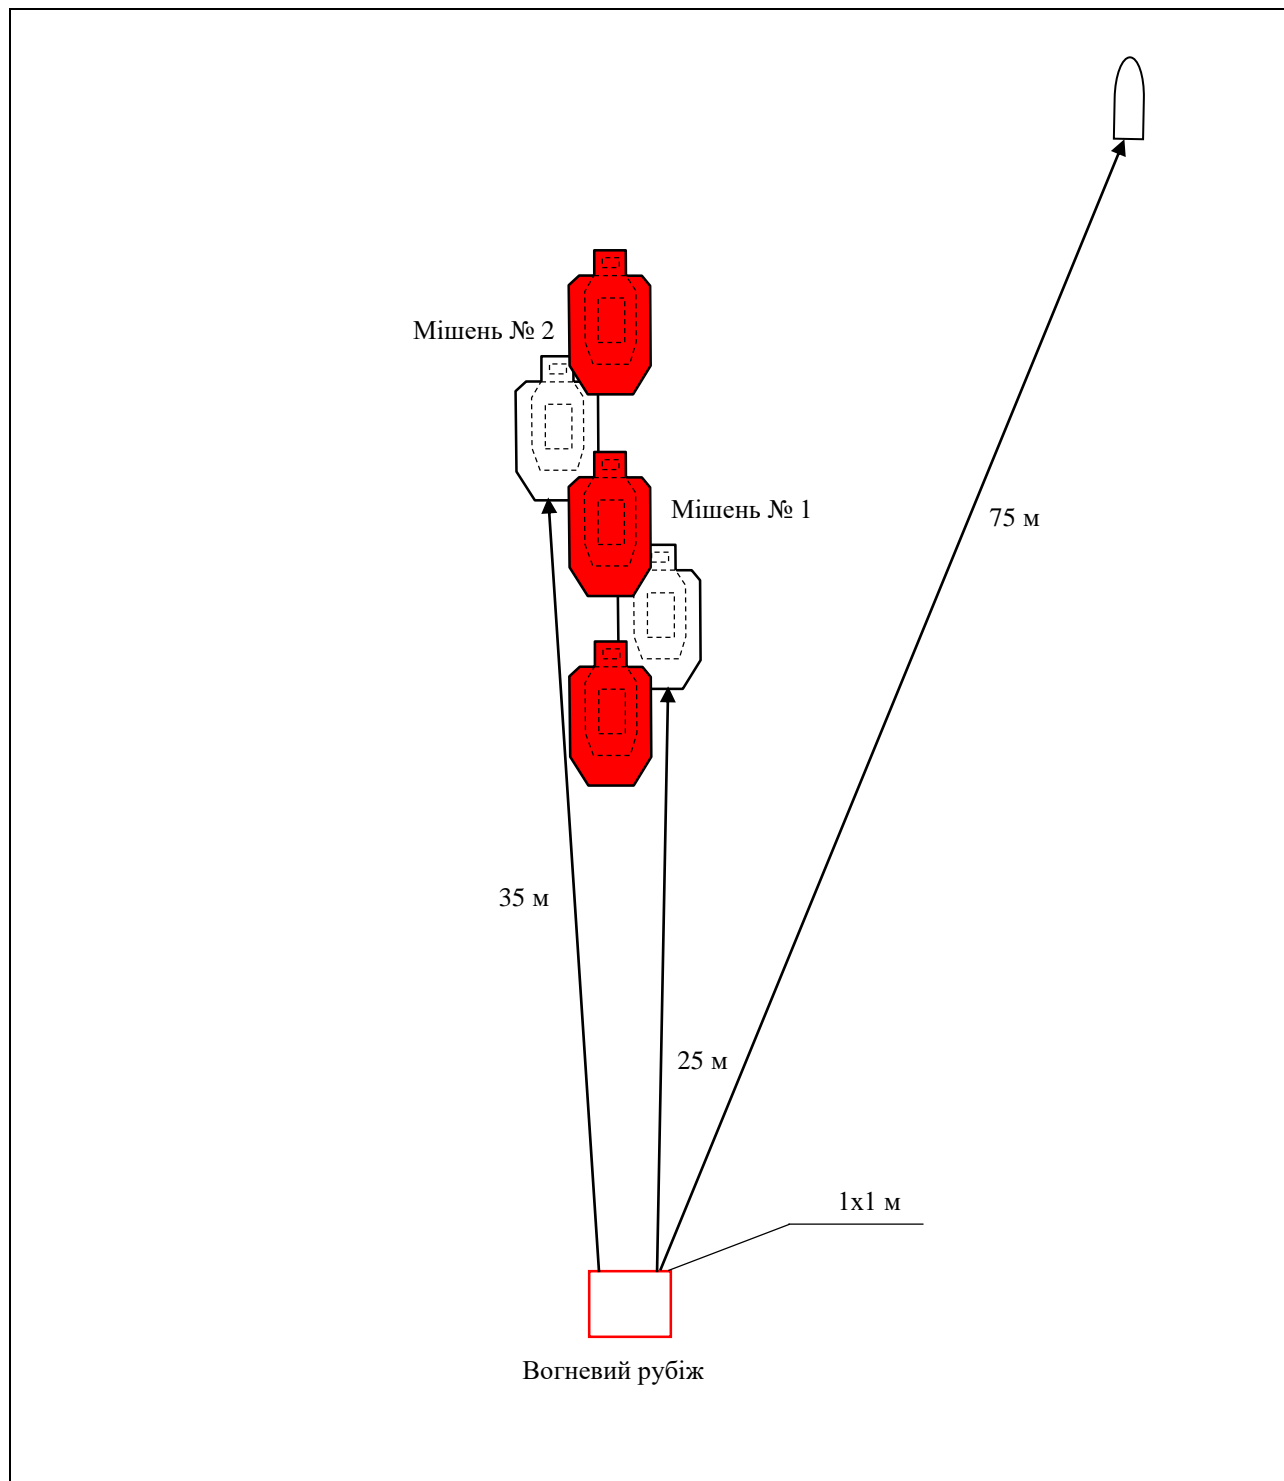 Мішень № 2
Мішень № 1
75 м
35 м
25 м
1х1 м
Вогневий рубіж